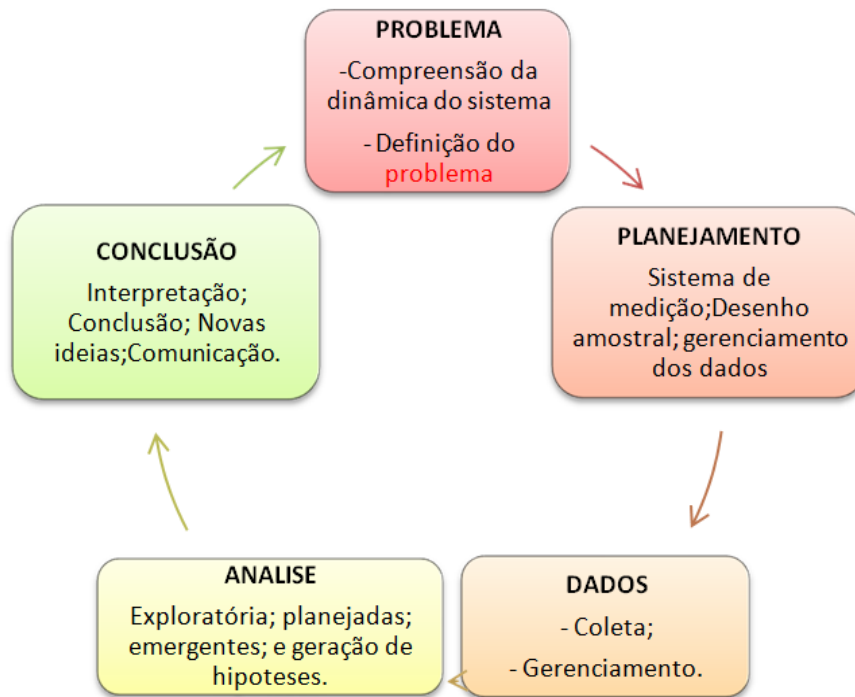 PROBLEMA
-Compreensão da
dinâmica do sistema
- Definição do
problema
PLANEJAMENTO
Sistema de
medição;Desenho
amostral; gerenciamento
dos dados
DADOS
- Coleta;
- Gerenciamento.
ANALISE
Exploratória; planejadas;
emergentes; e geração de
hipoteses.
CONCLUSÃO
Interpretação;
Conclusão; Novas
ideias;Comunicação.